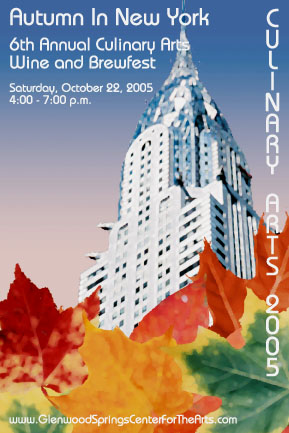 Autumn In New York
6th Annual Culinary Arts
Wine and Brewfest
Saturday, October 22, 2005
4:00 - 7:00 p.m.
CULINARY ARTS 2005
www.GlenwoodSpringsCenterForTheArts.com